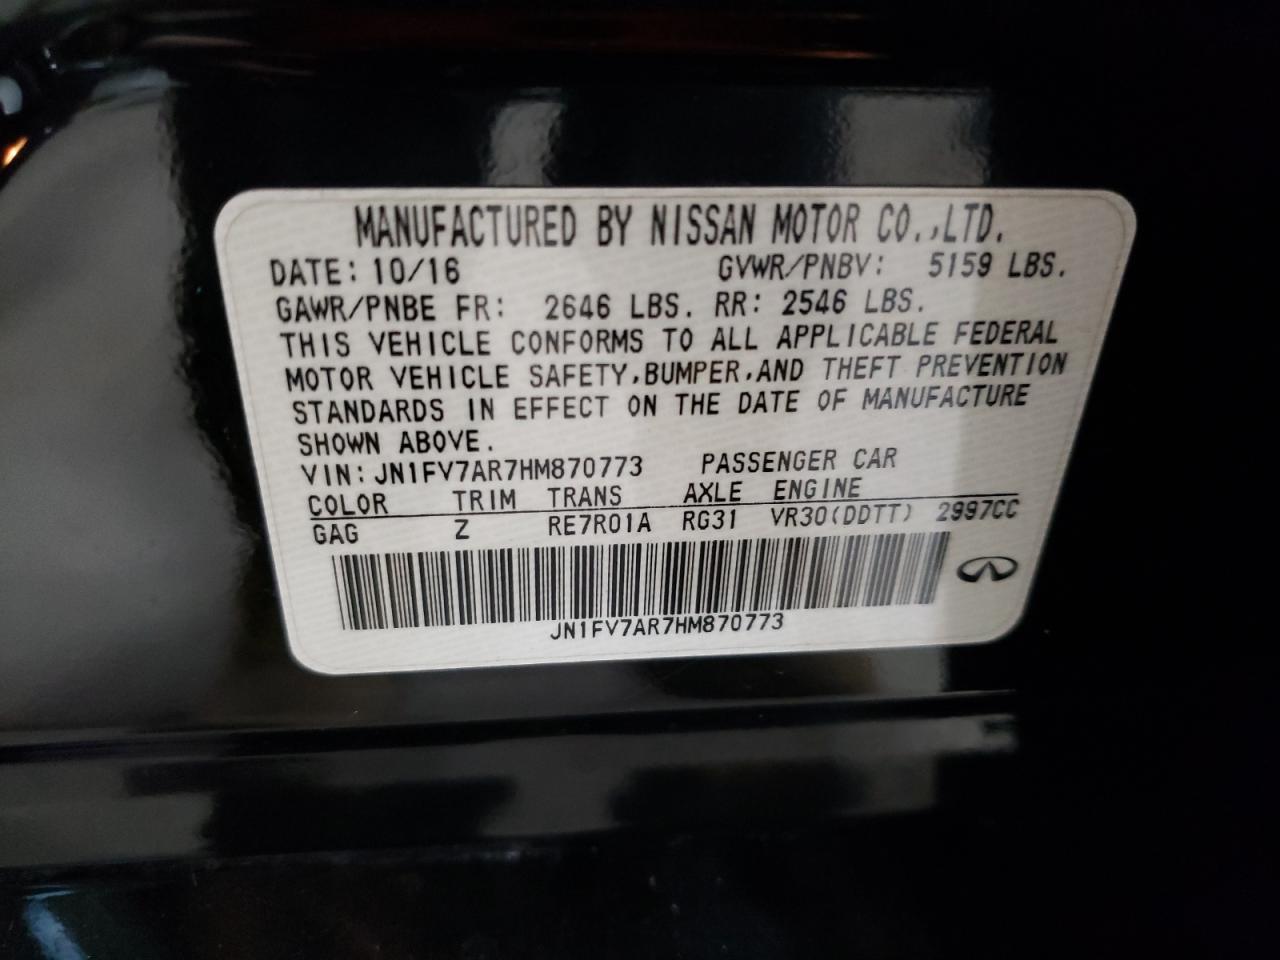 MANUFACTURED BY NISSAN MOTOR CO.,LTD.
DATE: 10/16 GVWR/PNBV: 5159 LBS.
GAWR/PNBE FR: 2646 LBS. RR: 2546 LBS.
THIS VEHICLE CONFORMS TO ALL APPLICABLE FEDERAL
MOTOR VEHICLE SAFETY,BUMPER,AND THEFT PREVENTION
STANDARDS IN EFFECT ON THE DATE OF MANUFACTURE
SHOWN ABOVE.
VIN: JN1FV7AR7HM870773 PASSENGER CAR
COLOR TRIM TRANS AXLE ENGINE
GAG Z RE7R01A RG31 VR30(DDTT) 2997CC
JN1FV7AR7HM870773